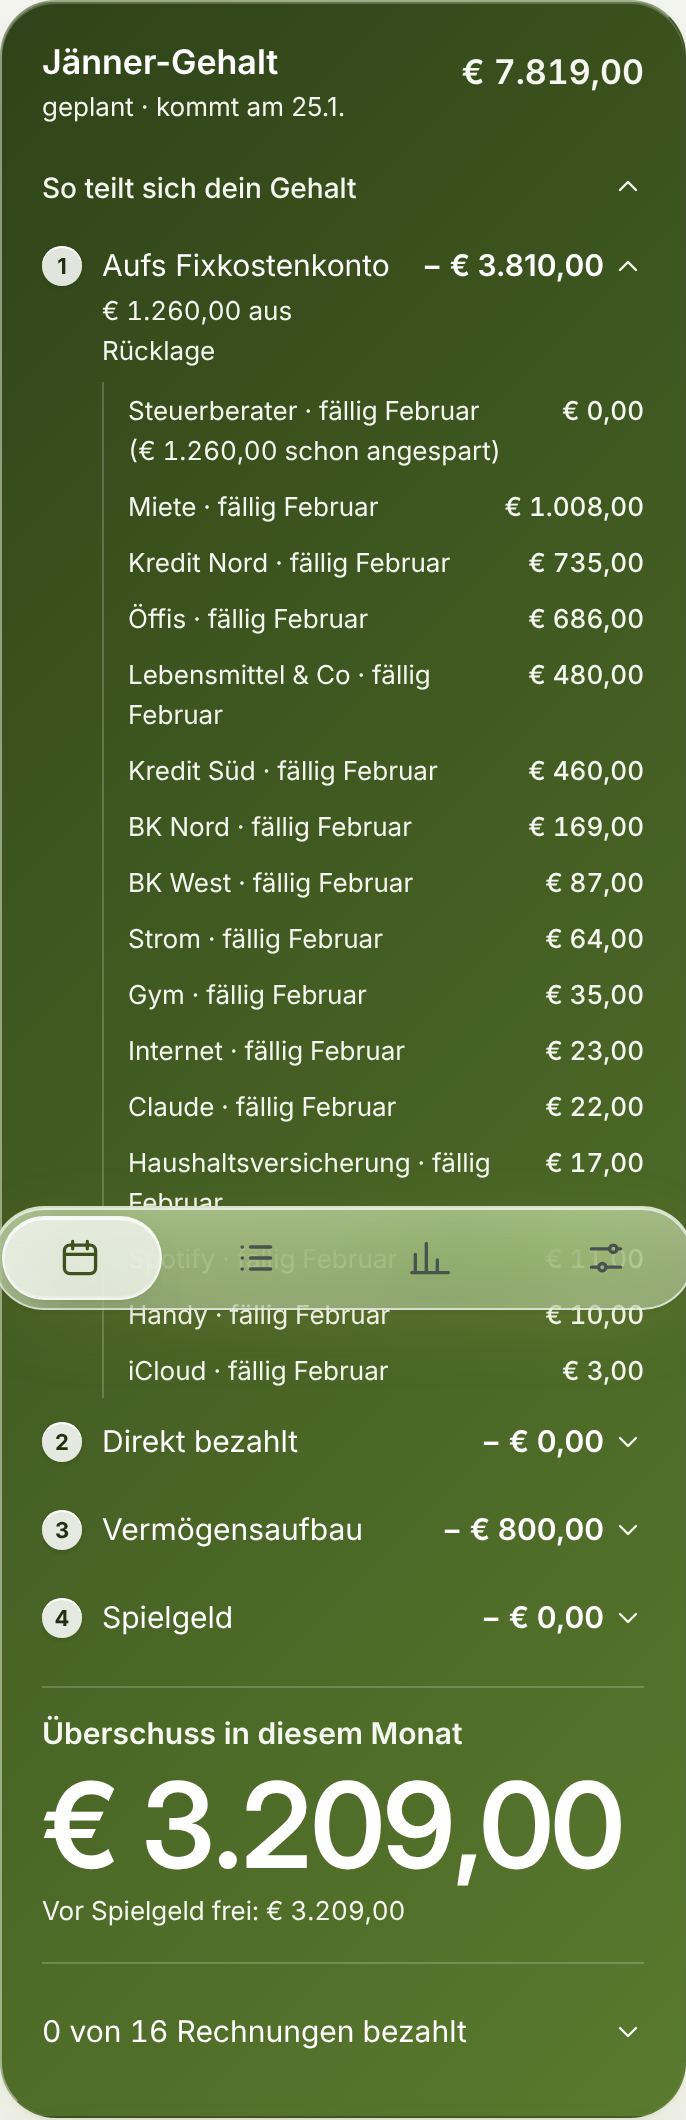 Jänner-Gehalt
€ 7.819,00
geplant · kommt am 25.1.
So teilt sich dein Gehalt
1 Aufs Fixkostenkonto – € 3.810,00
€ 1.260,00 aus
Rücklage
Steuerberater · fällig Februar € 0,00
(€ 1.260,00 schon angespart)
Miete · fällig Februar € 1.008,00
Kredit Nord · fällig Februar € 735,00
Öffis · fällig Februar € 686,00
Lebensmittel & Co · fällig € 480,00
Februar
Kredit Süd · fällig Februar € 460,00
BK Nord · fällig Februar € 169,00
BK West · fällig Februar € 87,00
Strom · fällig Februar € 64,00
Gym · fällig Februar € 35,00
Internet · fällig Februar € 23,00
Claude · fällig Februar € 22,00
Haushaltsversicherung · fällig € 17,00
Februar
Spotify · fällig Februar
Handy · fällig Februar € 10,00
iCloud · fällig Februar € 3,00
2 Direkt bezahlt – € 0,00
3 Vermögensaufbau – € 800,00
4 Spielgeld – € 0,00
Überschuss in diesem Monat
€ 3.209,00
Vor Spielgeld frei: € 3.209,00
0 von 16 Rechnungen bezahlt